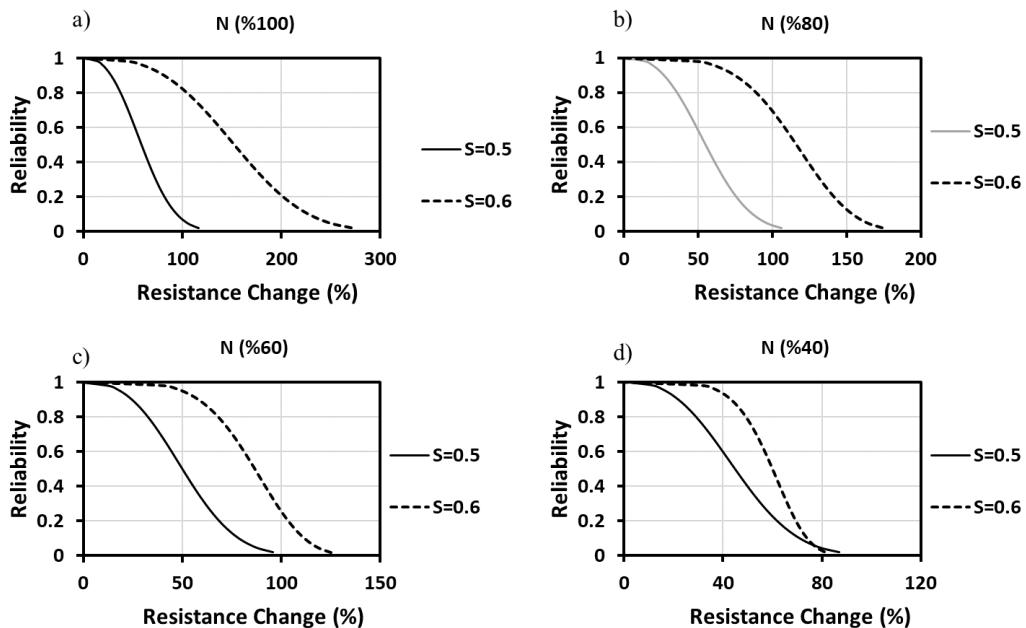 a)
N (%100)
1
0.8
0.6
0.4
0.2
0
Reliability
0 100 200 300
Resistance Change (%)
S=0.5
S=0.6
b)
N (%80)
1
0.8
0.6
0.4
0.2
0
Reliability
0 50 100 150 200
Resistance Change (%)
S=0.5
S=0.6
c)
N (%60)
1
0.8
0.6
0.4
0.2
0
Reliability
0 50 100 150
Resistance Change (%)
S=0.5
S=0.6
d)
N (%40)
1
0.8
0.6
0.4
0.2
0
Reliability
0 40 80 120
Resistance Change (%)
S=0.5
S=0.6